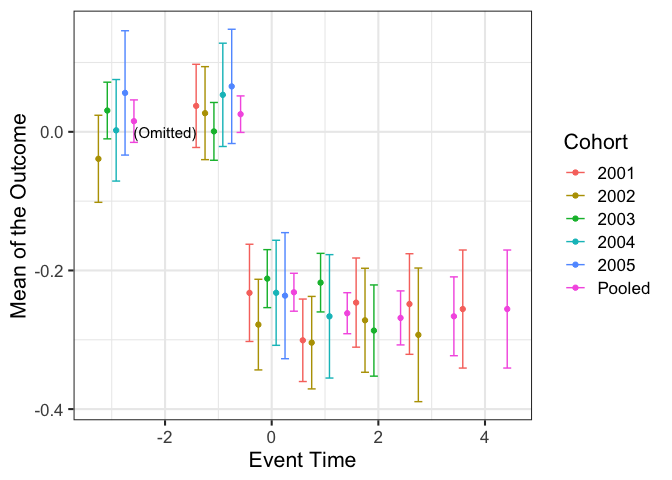 0.0
-0.2
-0.4
Mean of the Outcome
(Omitted)
-2
0
2
4
Event Time
Cohort
2001
2002
2003
2004
2005
Pooled